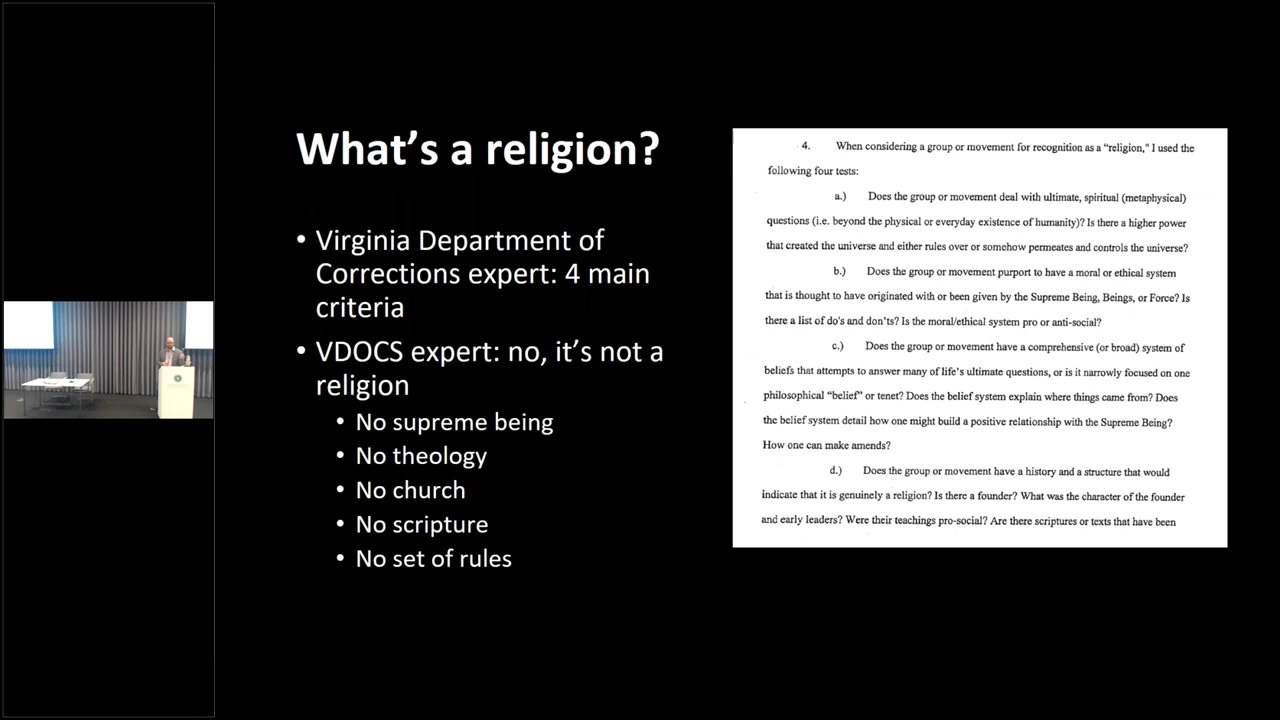 What's a religion?
• Virginia Department of
Corrections expert: 4 main
criteria
• VDOCS expert: no, it's not a
religion
• No supreme being
• No theology
• No church
• No scripture
• No set of rules
4. When considering a group or movement for recognition as a "religion," I used the
following four tests:
a.) Does the group or movement deal with ultimate, spiritual (metaphysical)
questions (i.e. beyond the physical or everyday existence of humanity)? Is there a higher power
that created the universe and either rules over or somehow permeates and controls the universe?
b.) Does the group or movement purport to have a moral or ethical system
that is thought to have originated with or been given by the Supreme Being, Beings, or Force? Is
there a list of do's and don'ts? Is the moral/ethical system pro or anti-social?
c.) Does the group or movement have a comprehensive (or broad) system of
beliefs that attempts to answer many of life's ultimate questions, or is it narrowly focused on one
philosophical "belief" or tenet? Does the belief system explain where things came from? Does
the belief system detail how one might build a positive relationship with the Supreme Being?
How one can make amends?
d.) Does the group or movement have a history and a structure that would
indicate that it is genuinely a religion? Is there a founder? What was the character of the founder
and early leaders? Were their teachings pro-social? Are there scriptures or texts that have been